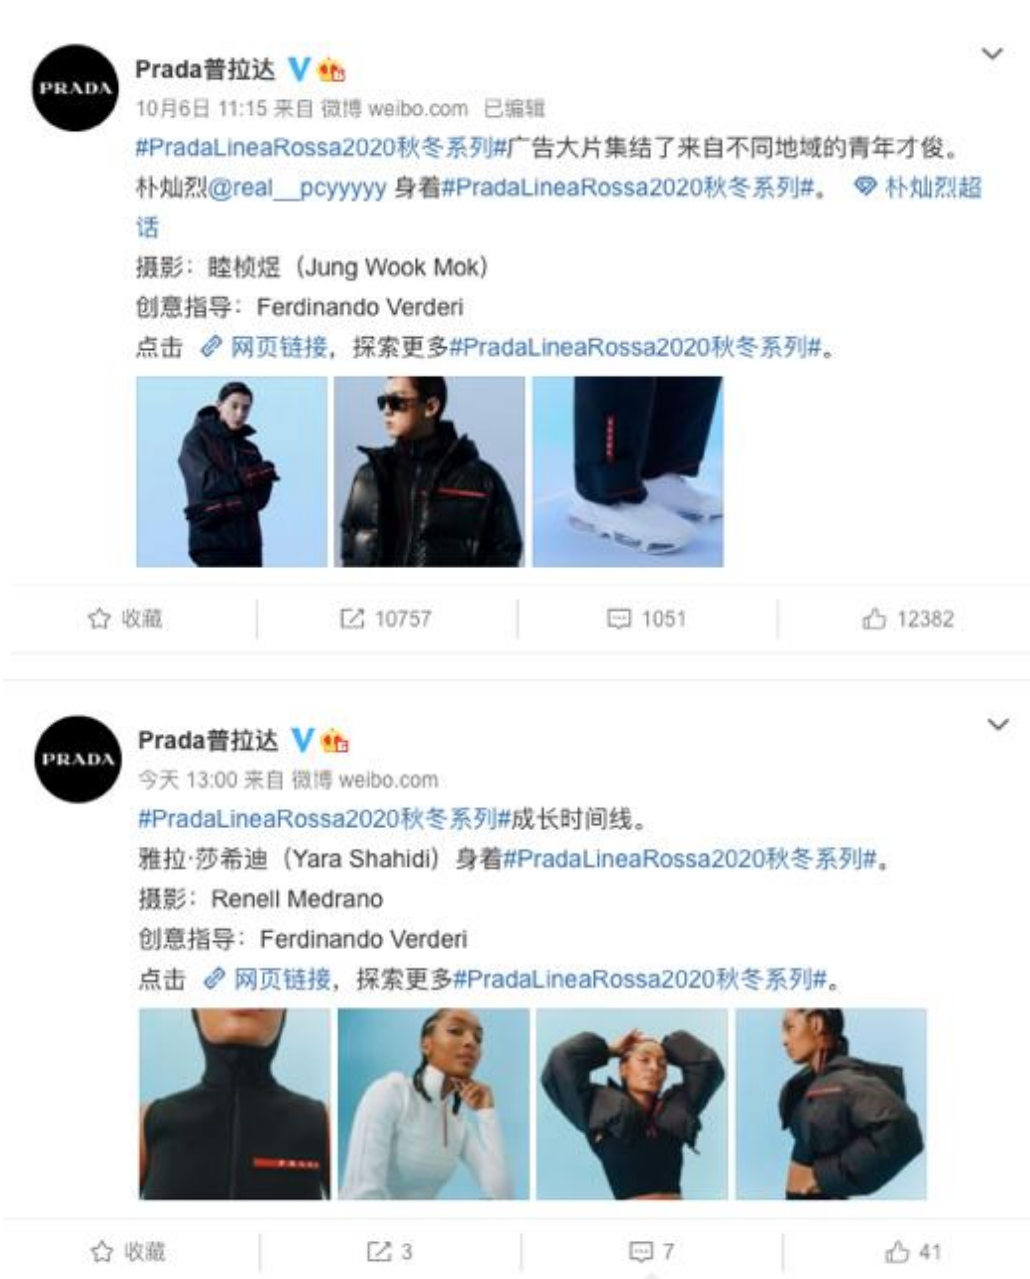 PRADA
Prada普拉达
10月6日 11:15 来自 微博 weibo.com 已编辑
#PradaLineaRossa2020秋冬系列#广告大片集结了来自不同地域的青年才俊。
朴灿烈@real__pcyyyyy 身着#PradaLineaRossa2020秋冬系列#。 朴灿烈超
话
摄影：睦桢煜（Jung Wook Mok）
创意指导：Ferdinando Verderi
点击 网页链接，探索更多#PradaLineaRossa2020秋冬系列#。
收藏 10757 1051 12382
PRADA
Prada普拉达
今天 13:00 来自 微博 weibo.com
#PradaLineaRossa2020秋冬系列#成长时间线。
雅拉·莎希迪（Yara Shahidi）身着#PradaLineaRossa2020秋冬系列#。
摄影：Renell Medrano
创意指导：Ferdinando Verderi
点击 网页链接，探索更多#PradaLineaRossa2020秋冬系列#。
PRADA
收藏 3 7 41